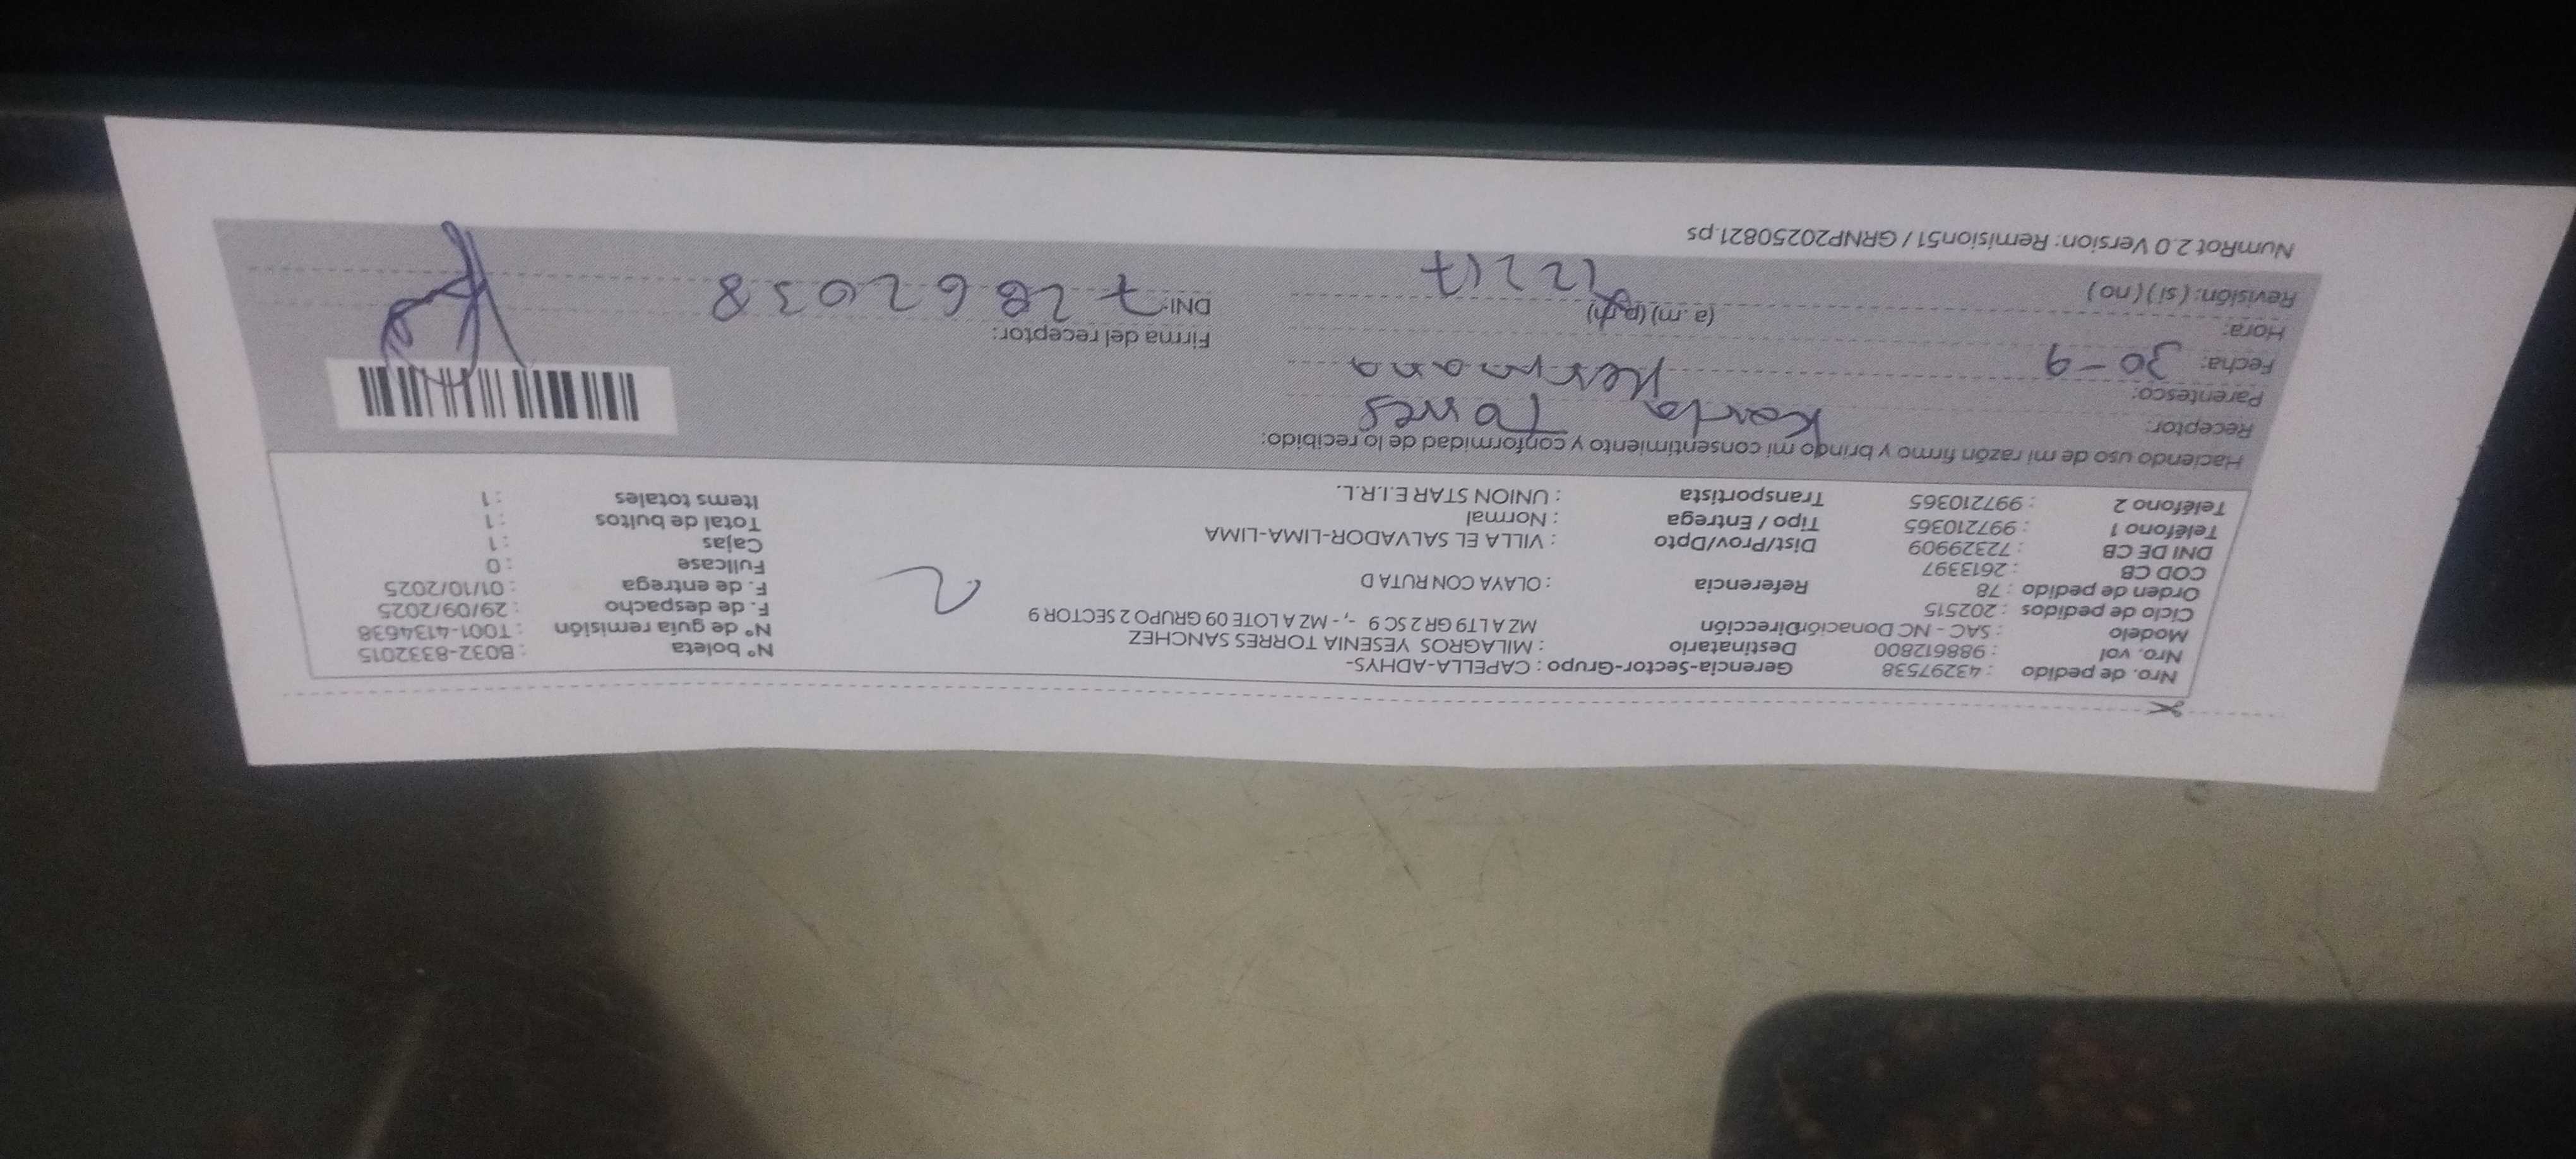 Nro. de pedido : 43297538 Gerencia-Sector-Grupo : CAPELLA-ADHYS- Nº boleta : B032-8332015
Nro. vol : 988612800 Destinatario : MILAGROS YESENIA TORRES SANCHEZ Nº de guía remisión : T001-4134638
Modelo : SAC - NC Donación Dirección MZ A LT 9 GR 2 SC 9 -, - MZ A LOTE 09 GRUPO 2 SECTOR 9 F. de despacho : 29/09/2025
Ciclo de pedidos : 202515 F. de entrega : 01/10/2025
Orden de pedido : 78 Referencia : OLAYA CON RUTA D Fullcase : 0
COD CB : 2613397 Cajas : 1
DNI DE CB : 72329909 Dist/Prov/Dpto : VILLA EL SALVADOR-LIMA-LIMA Total de bultos : 1
Teléfono 1 : 997210365 Tipo / Entrega : Normal Items totales : 1
Teléfono 2 : 997210365 Transportista : UNION STAR E.I.R.L.
Haciendo uso de mi razón firmo y brindo mi consentimiento y conformidad de lo recibido:
Receptor: Karla Torres
Parentesco: Hermana
Fecha: 30-9 Firma del receptor:
Hora: (a.m) (p.m) DNI: 72862038
Revisión: (si) (no) 12217
NumRot 2.0 Version: Remision51 / GRNP20250821.ps